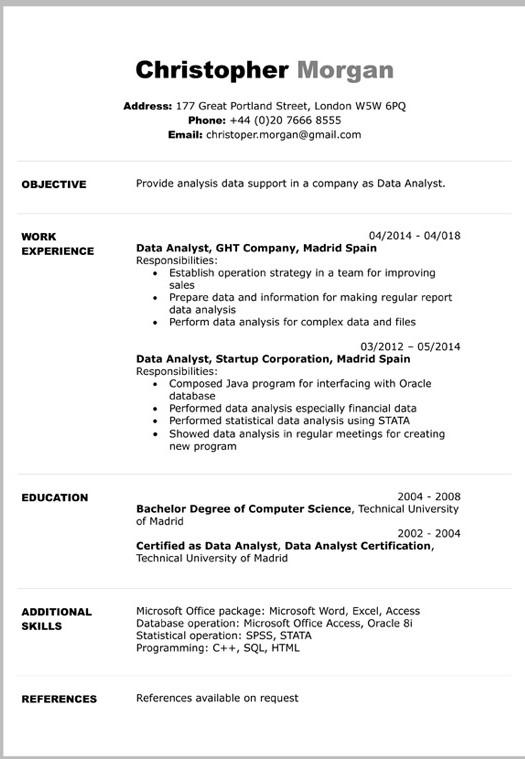 Christopher Morgan
Address: 177 Great Portland Street, London W5W 6PQ
Phone: +44 (0)20 7666 8555
Email: christoper.morgan@gmail.com
OBJECTIVE
Provide analysis data support in a company as Data Analyst.
WORK
EXPERIENCE
04/2014 - 04/018
Data Analyst, GHT Company, Madrid Spain
Responsibilities:
• Establish operation strategy in a team for improving
sales
• Prepare data and information for making regular report
data analysis
• Perform data analysis for complex data and files
03/2012 – 05/2014
Data Analyst, Startup Corporation, Madrid Spain
Responsibilities:
• Composed Java program for interfacing with Oracle
database
• Performed data analysis especially financial data
• Performed statistical data analysis using STATA
• Showed data analysis in regular meetings for creating
new program
EDUCATION
2004 - 2008
Bachelor Degree of Computer Science, Technical University
of Madrid
2002 - 2004
Certified as Data Analyst, Data Analyst Certification,
Technical University of Madrid
ADDITIONAL
SKILLS
Microsoft Office package: Microsoft Word, Excel, Access
Database operation: Microsoft Office Access, Oracle 8i
Statistical operation: SPSS, STATA
Programming: C++, SQL, HTML
REFERENCES
References available on request